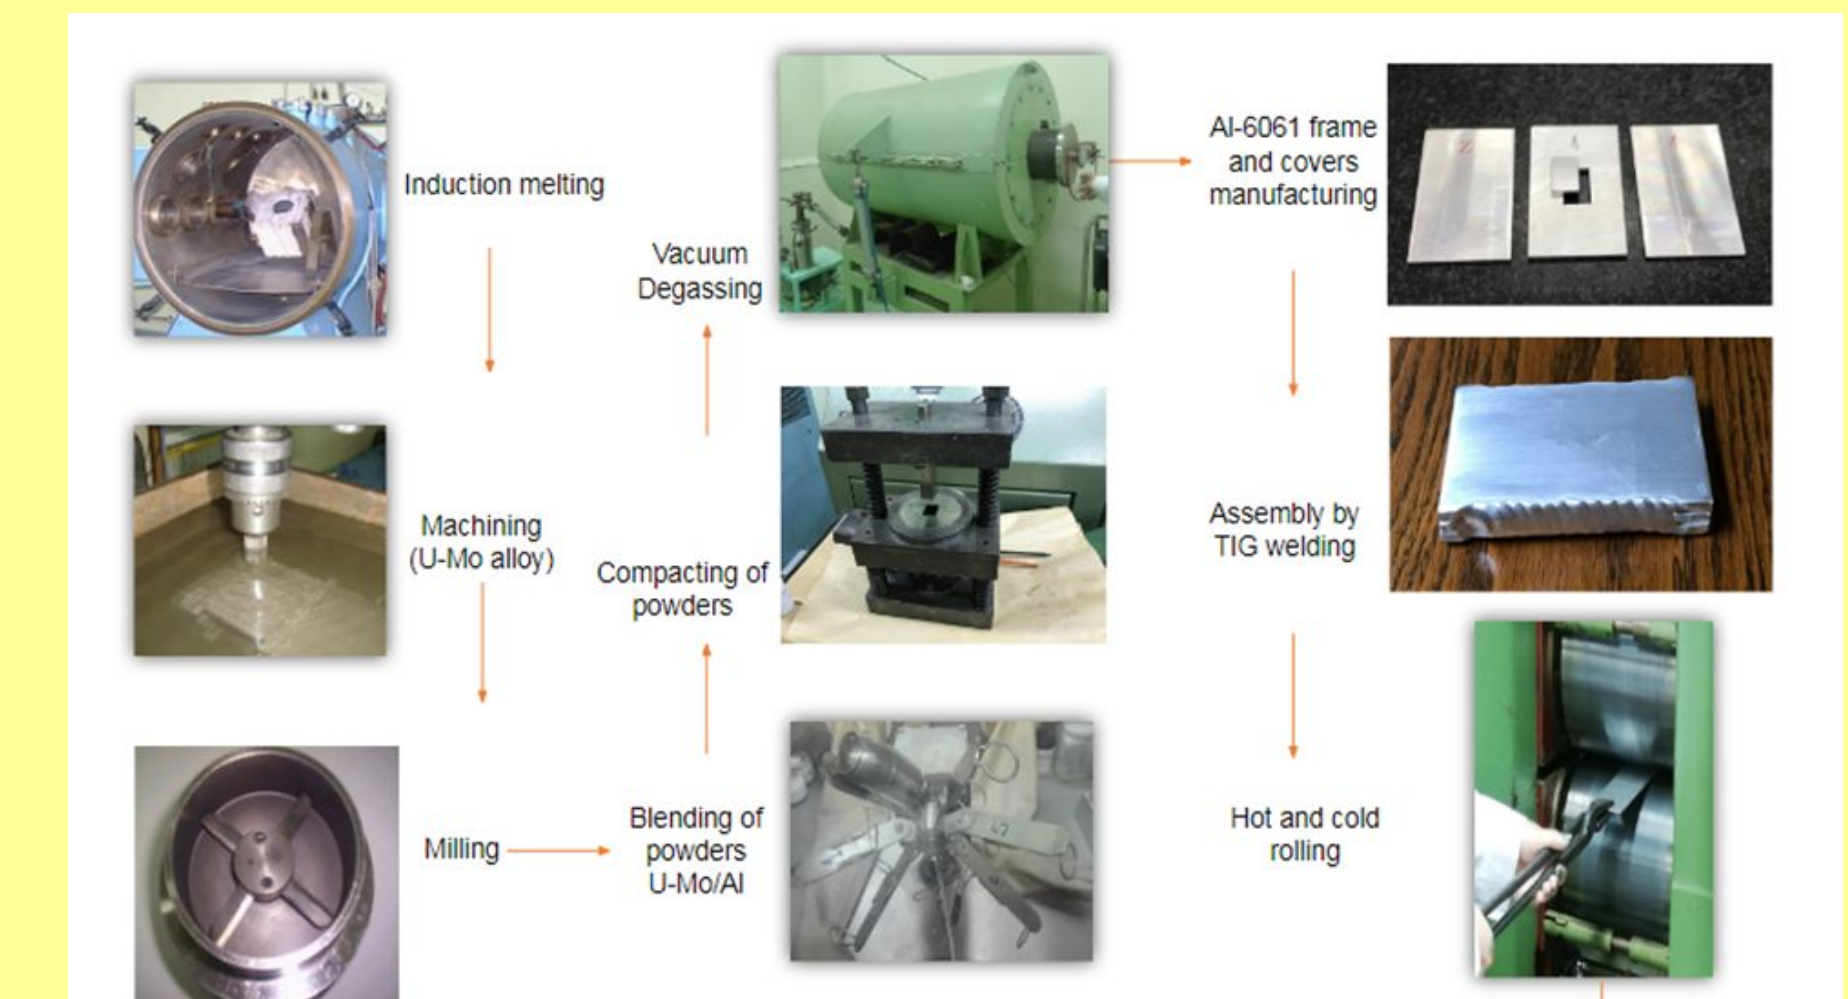 Induction melting
Machining
(U-Mo alloy)
Milling
Blending of
powders
U-Mo/Al
Compacting of
powders
Vacuum
Degassing
Al-6061 frame
and covers
manufacturing
Assembly by
TIG welding
Hot and cold
rolling